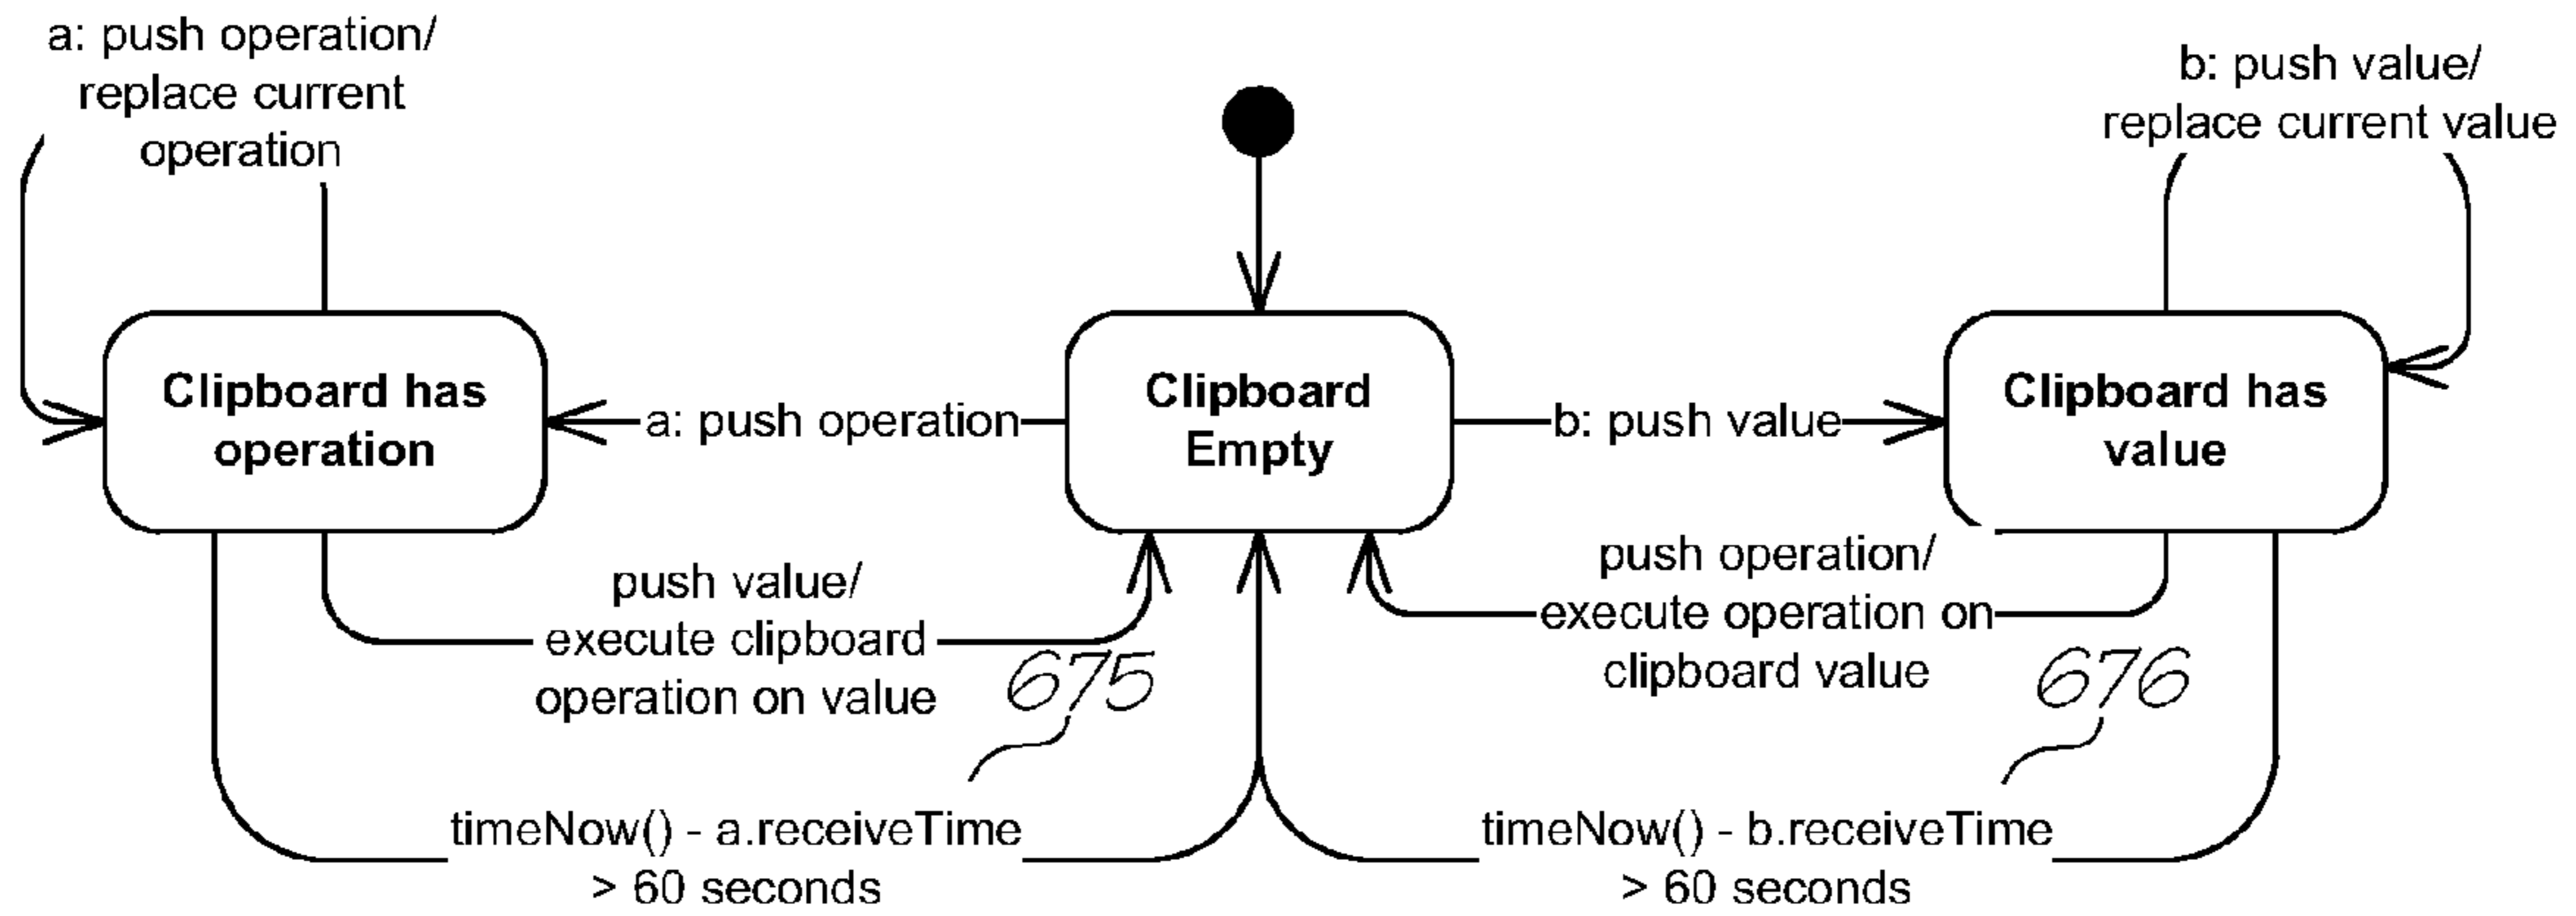 a: push operation/
replace current
operation
b: push value/
replace current value
Clipboard has
operation
a: push operation
Clipboard
Empty
b: push value
Clipboard has
value
push value/
execute clipboard
operation on value
675
push operation/
execute operation on
clipboard value
676
timeNow() - a.receiveTime
> 60 seconds
timeNow() - b.receiveTime
> 60 seconds